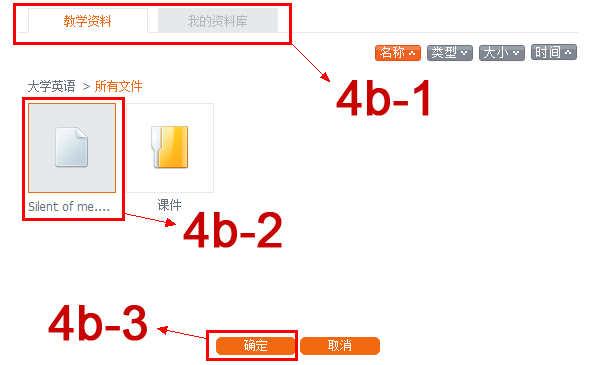 教学资料 我的资料库
名称 类型 大小 时间
4b-1
大学英语 > 所有文件
Silent of me.... 课件
4b-2
4b-3
确定 取消